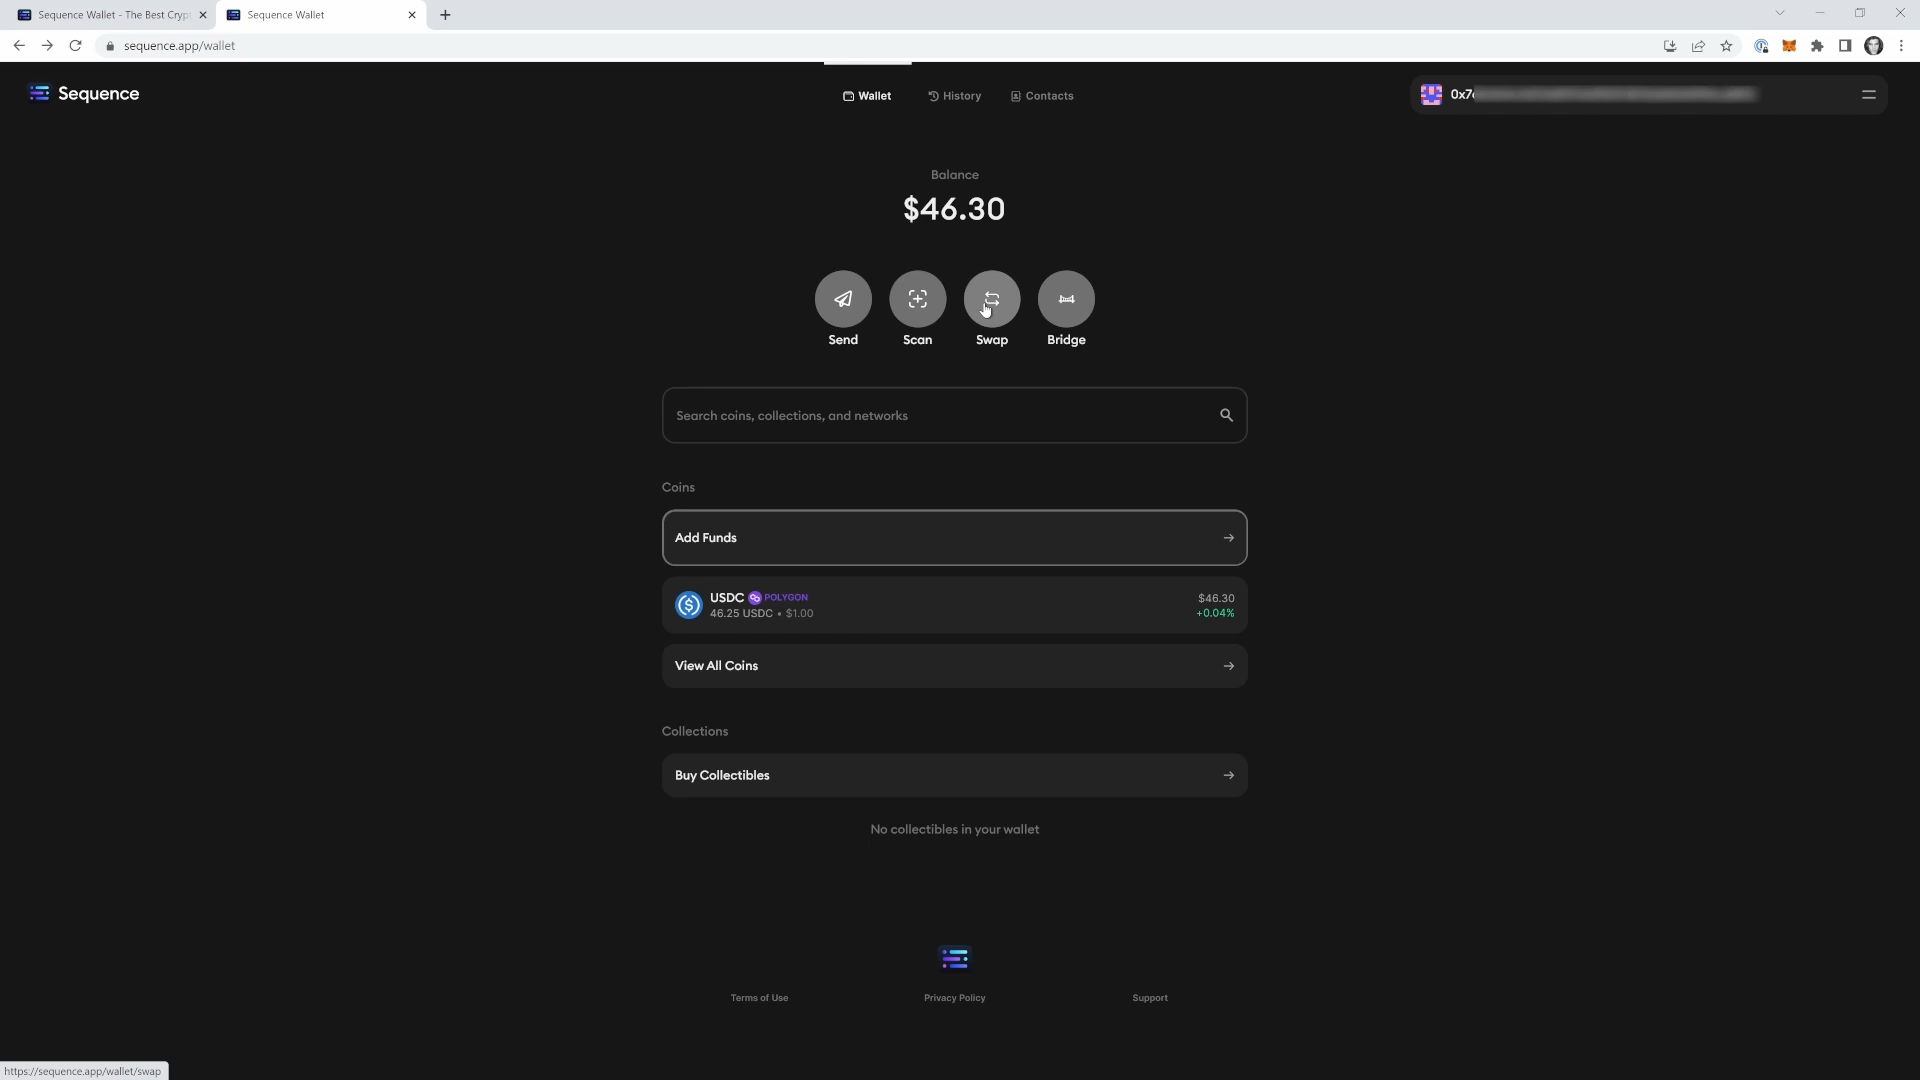 Sequence Wallet - The Best Cryp
Sequence Wallet
sequence.app/wallet
Sequence
Wallet
History
Contacts
0x7
Balance
$46.30
Send
Scan
Swap
Bridge
Search coins, collections, and networks
Coins
Add Funds
USDC POLYGON
$46.30
46.25 USDC • $1.00
+0.04%
View All Coins
Collections
Buy Collectibles
No collectibles in your wallet
Terms of Use
Privacy Policy
Support
https://sequence.app/wallet/swap